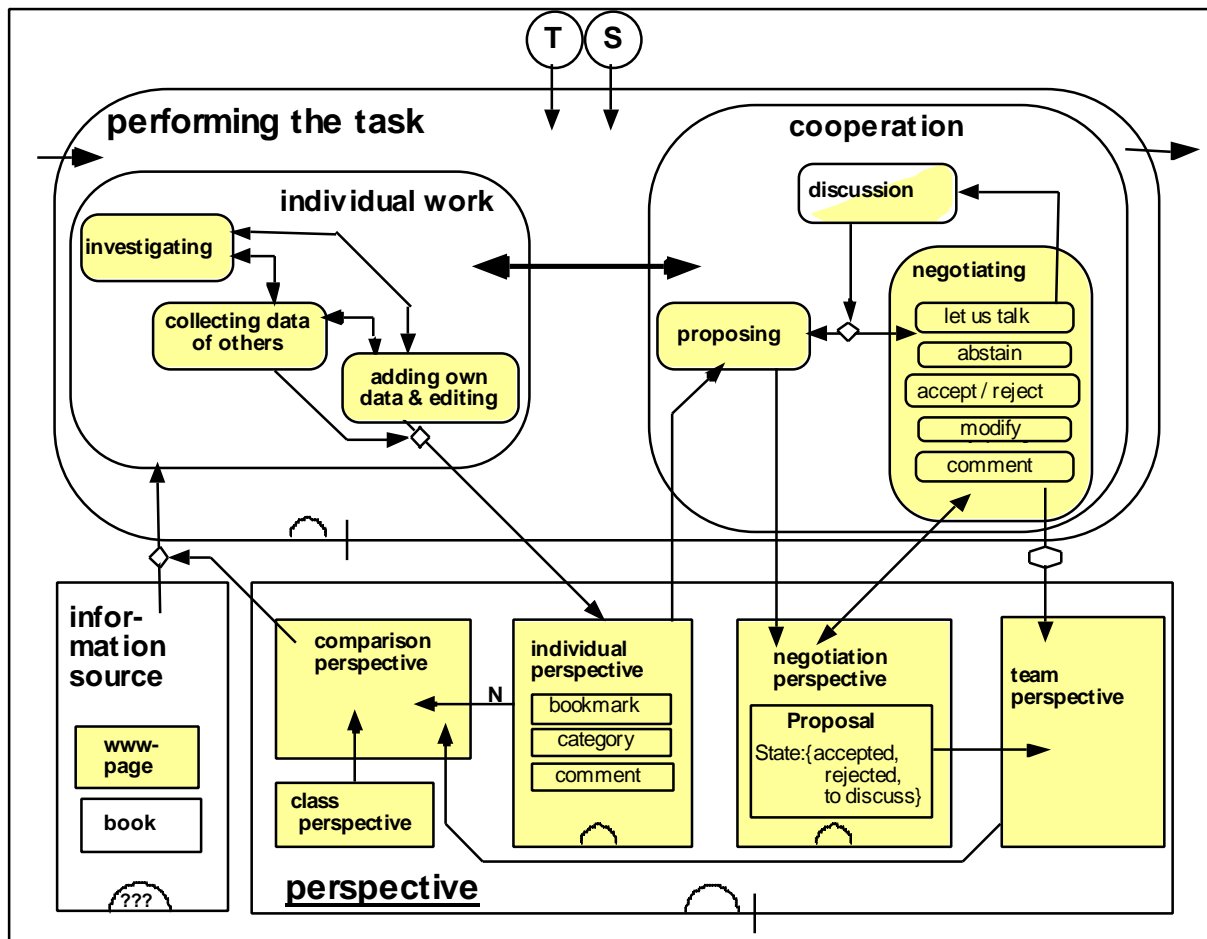 T
S
performing the task
cooperation
individual work
discussion
investigating
negotiating
collecting data
of others
let us talk
proposing
abstain
adding own
data & editing
accept / reject
modify
comment
infor-
mation
source
www-
page
book
???
comparison
perspective
N
class
perspective
individual
perspective
bookmark
category
comment
negotiation
perspective
Proposal
State:{accepted,
rejected,
to discuss}
team
perspective
perspective